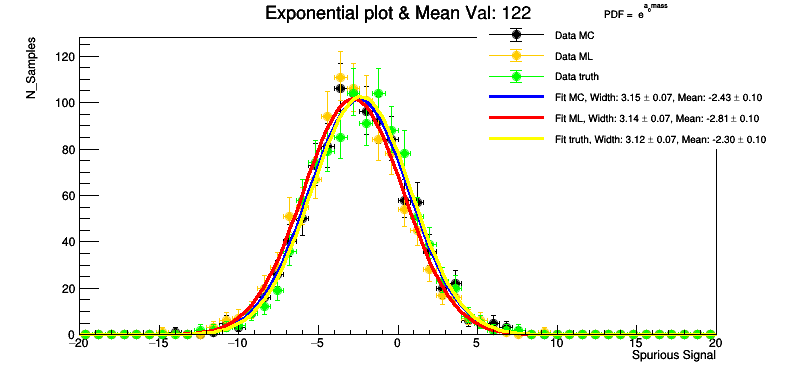 Exponential plot & Mean Val: 122
PDF = e^a_0 mass
N_Samples
Data MC
Data ML
Data truth
Fit MC, Width: 3.15 ± 0.07, Mean: -2.43 ± 0.10
Fit ML, Width: 3.14 ± 0.07, Mean: -2.81 ± 0.10
Fit truth, Width: 3.12 ± 0.07, Mean: -2.30 ± 0.10
120
100
80
60
40
20
0
−20 −15 −10 −5 0 5 10 15 20
Spurious Signal